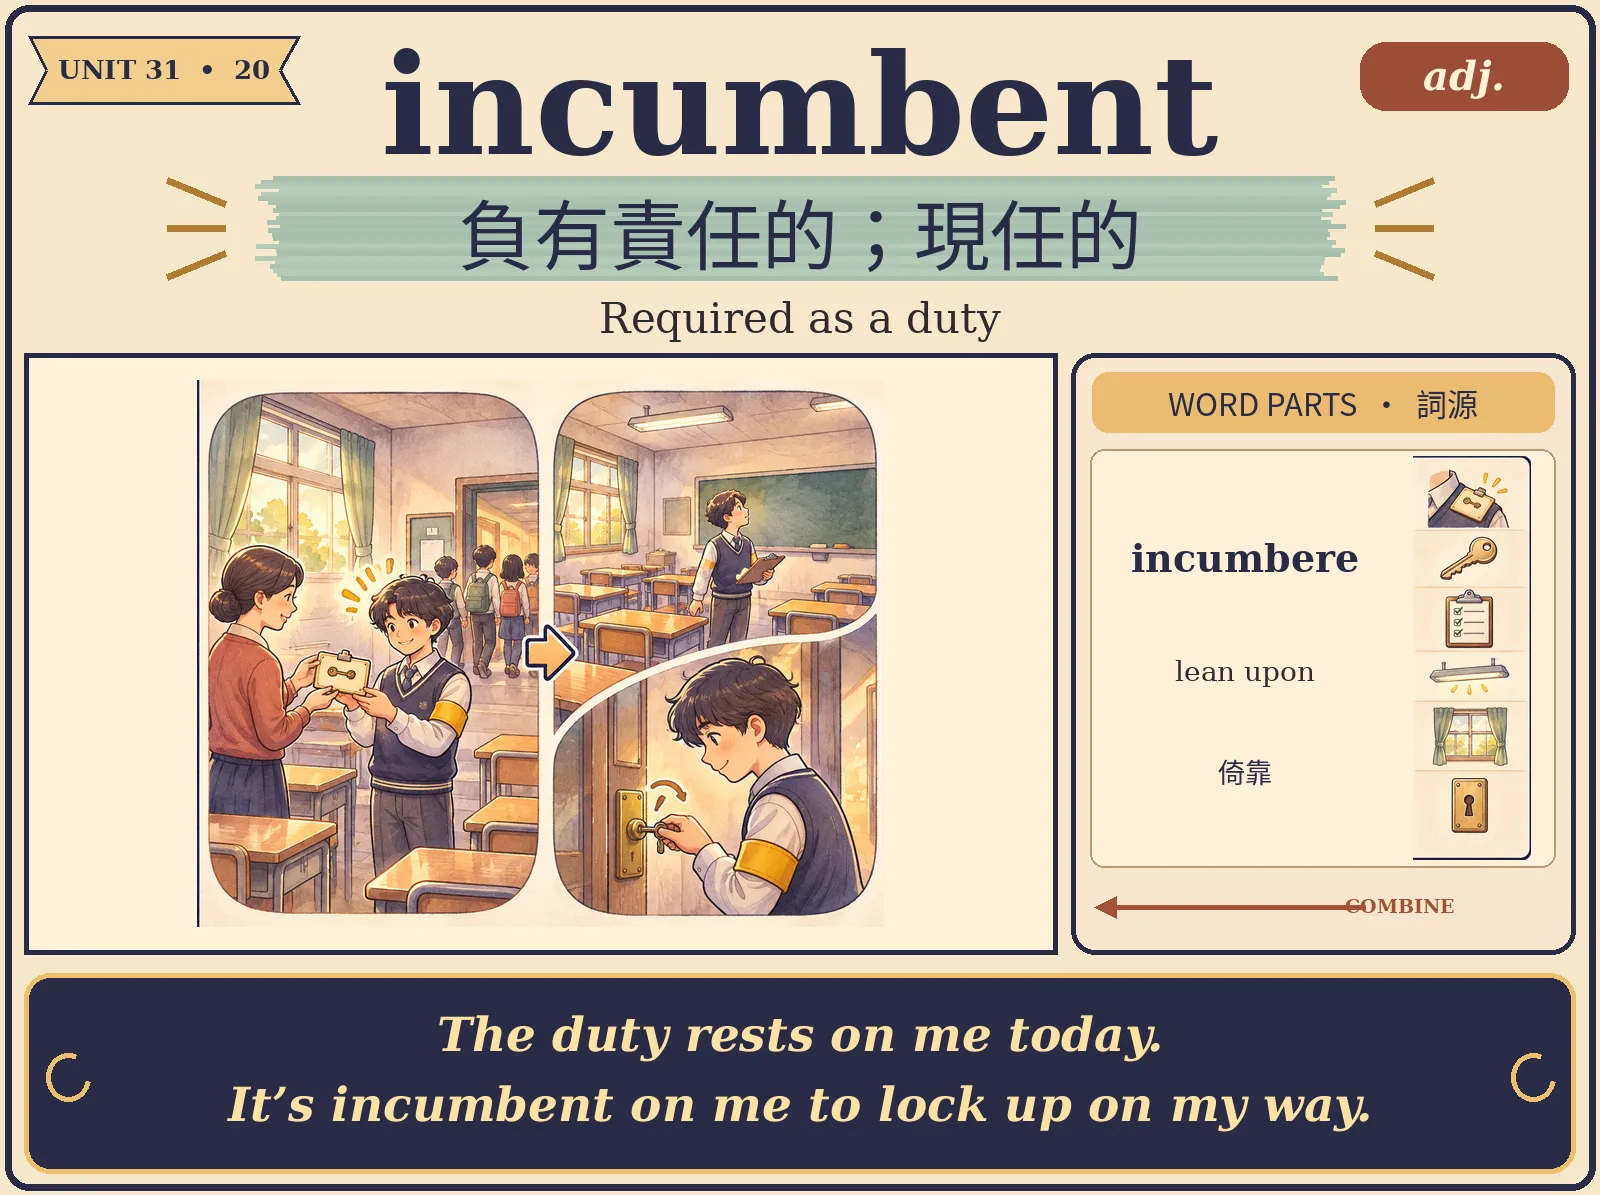 UNIT 31 • 20
incumbent
adj.
負有責任的；現任的
Required as a duty
WORD PARTS • 詞源
incumbere
lean upon
倚靠
COMBINE
The duty rests on me today.
It’s incumbent on me to lock up on my way.